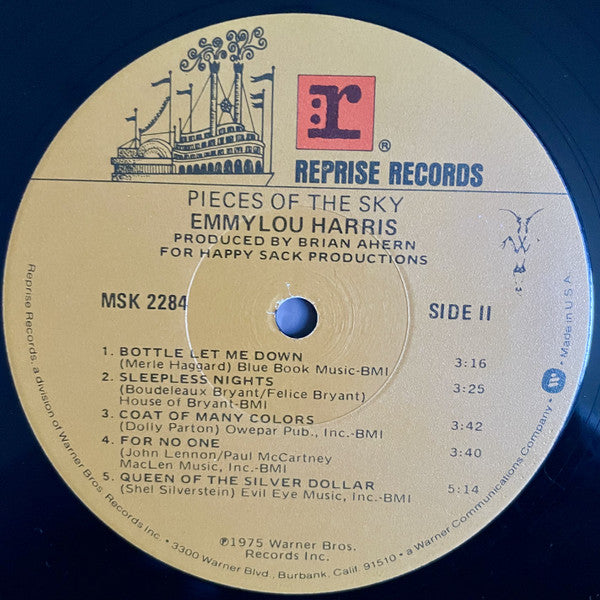 :r
®
REPRISE RECORDS
PIECES OF THE SKY
EMMYLOU HARRIS
PRODUCED BY BRIAN AHERN
FOR HAPPY SACK PRODUCTIONS
MSK 2284
SIDE II
1. BOTTLE LET ME DOWN
(Merle Haggard) Blue Book Music-BMI 3:16
2. SLEEPLESS NIGHTS
(Boudeleaux Bryant/Felice Bryant) 3:25
House of Bryant-BMI
3. COAT OF MANY COLORS
(Dolly Parton) Owepar Pub., Inc.-BMI 3:42
4. FOR NO ONE
(John Lennon/Paul McCartney 3:40
MacLen Music, Inc.-BMI
5. QUEEN OF THE SILVER DOLLAR
(Shel Silverstein) Evil Eye Music, Inc.-BMI 5:14
℗1975 Warner Bros.
Records Inc.
Reprise Records, a division of Warner Bros. Records Inc. • 3300 Warner Blvd., Burbank, Calif. 91510 • a Warner Communications Company • W • Made in U.S.A.